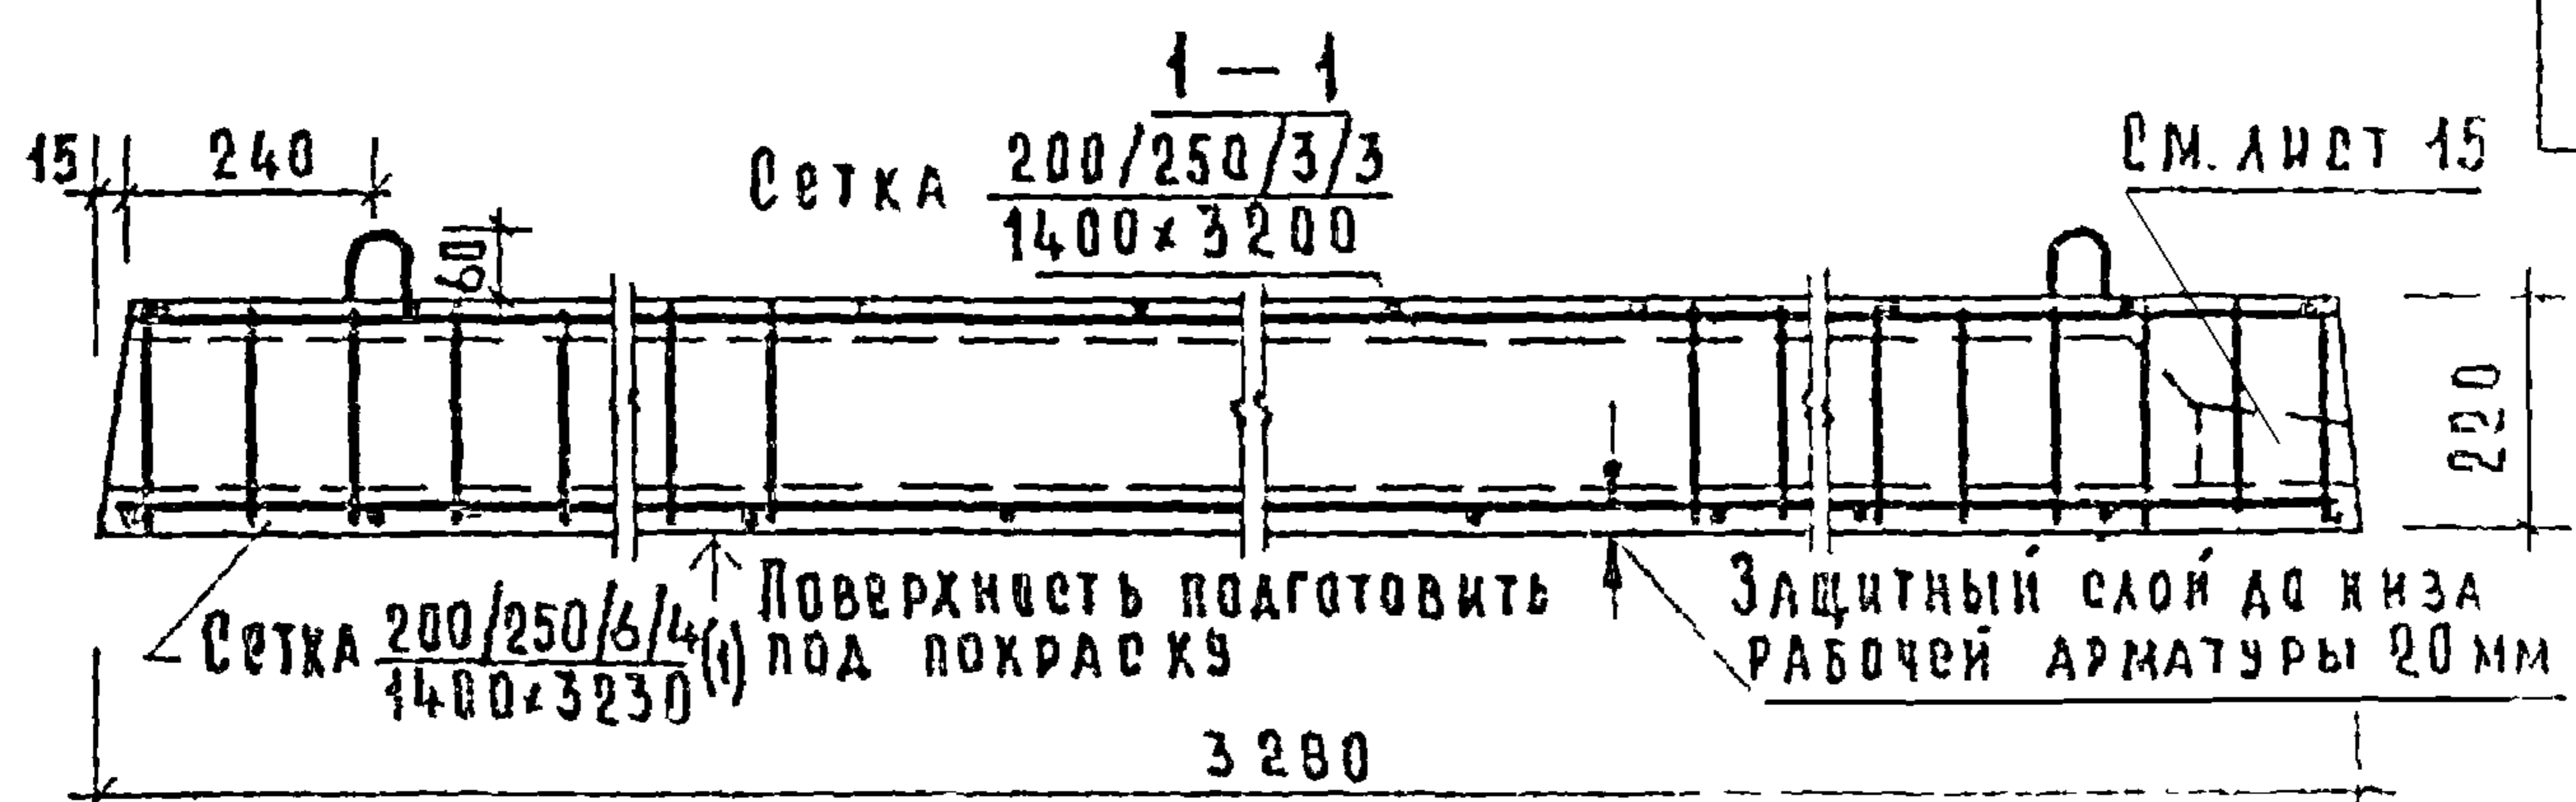 1 — 1
15 240
Сетка 200/250/3/3
1400×3200
См. лист 15
60
220
Сетка 200/250/6/4
1400×3230 (1)
Поверхность подготовить
под покраску
Защитный слой до низа
рабочей арматуры 20 мм
3280